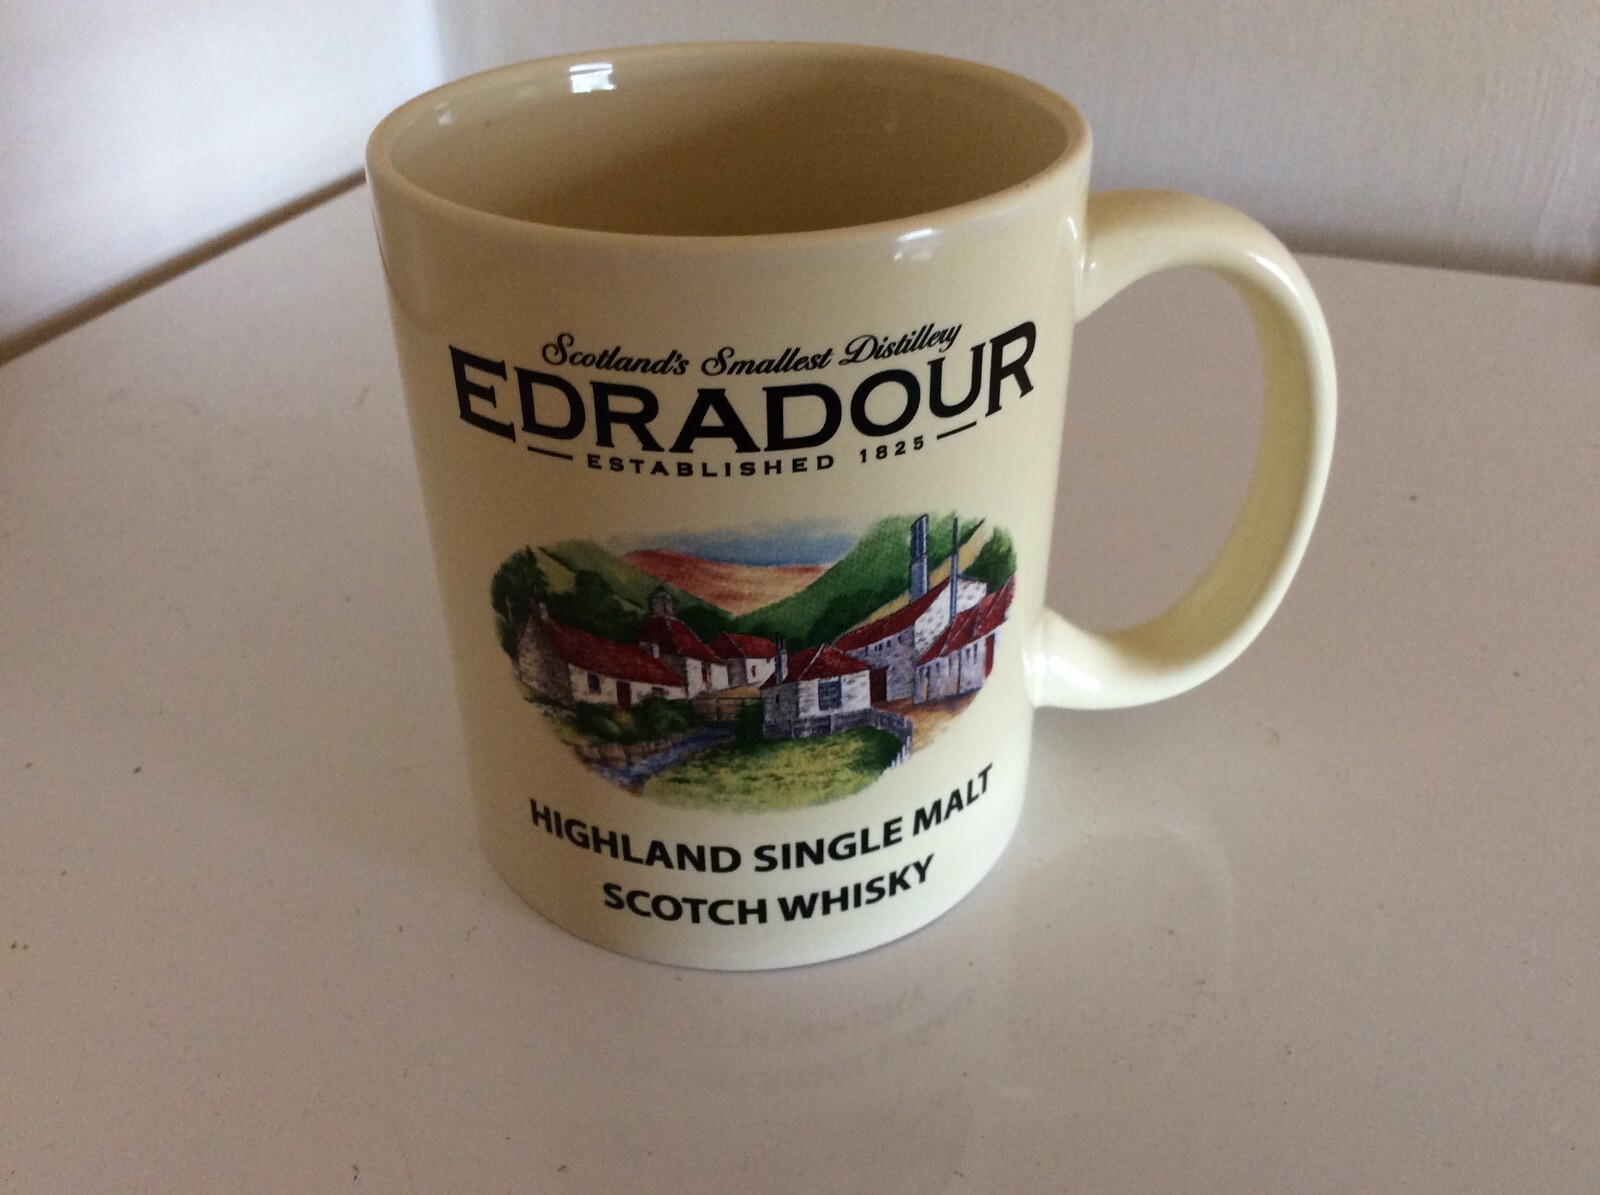 Scotland's Smallest Distillery
EDRADOUR
ESTABLISHED 1825
HIGHLAND SINGLE MALT
SCOTCH WHISKY